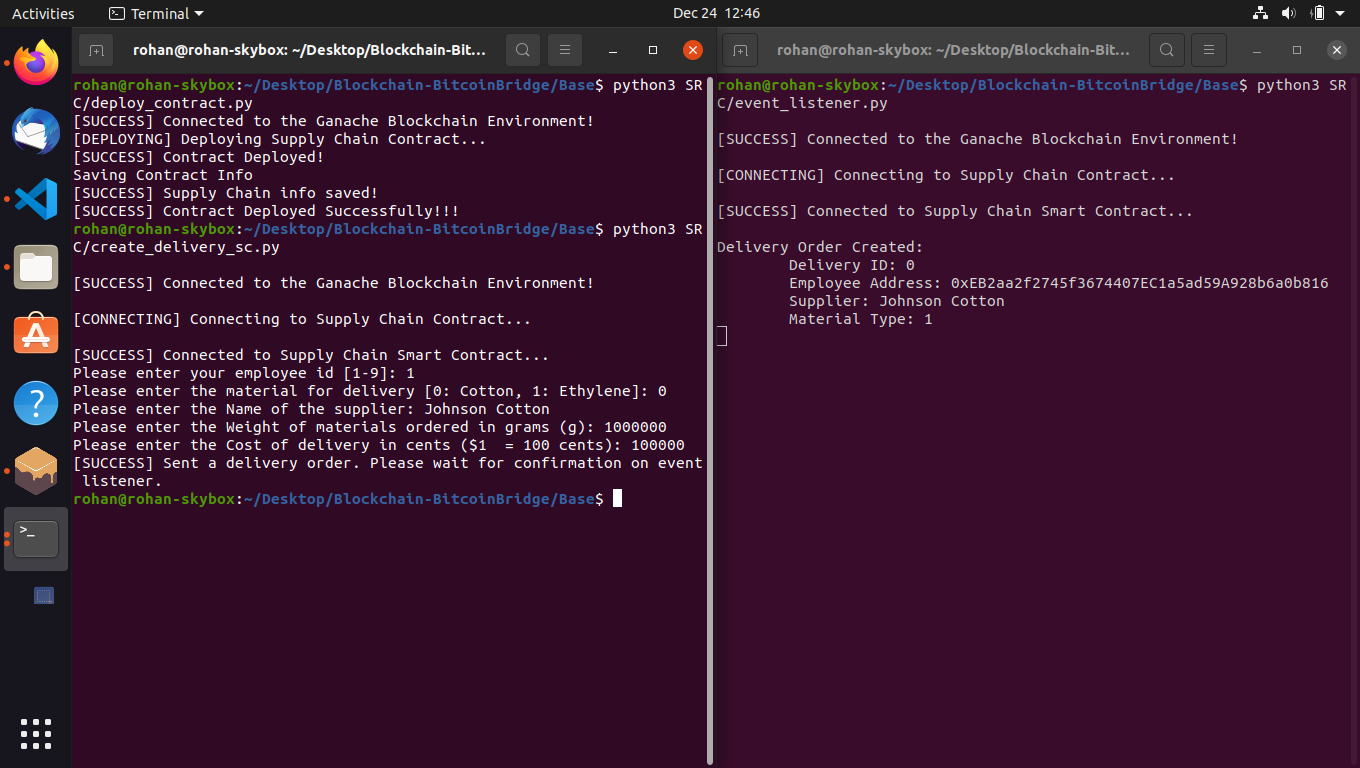 Activities
Terminal
Dec 24 12:46
rohan@rohan-skybox: ~/Desktop/Blockchain-Bit...
rohan@rohan-skybox:~/Desktop/Blockchain-BitcoinBridge/Base$ python3 SR
C/deploy_contract.py
[SUCCESS] Connected to the Ganache Blockchain Environment!
[DEPLOYING] Deploying Supply Chain Contract...
[SUCCESS] Contract Deployed!
Saving Contract Info
[SUCCESS] Supply Chain info saved!
[SUCCESS] Contract Deployed Successfully!!!
rohan@rohan-skybox:~/Desktop/Blockchain-BitcoinBridge/Base$ python3 SR
C/create_delivery_sc.py
[SUCCESS] Connected to the Ganache Blockchain Environment!
[CONNECTING] Connecting to Supply Chain Contract...
[SUCCESS] Connected to Supply Chain Smart Contract...
Please enter your employee id [1-9]: 1
Please enter the material for delivery [0: Cotton, 1: Ethylene]: 0
Please enter the Name of the supplier: Johnson Cotton
Please enter the Weight of materials ordered in grams (g): 1000000
Please enter the Cost of delivery in cents ($1  = 100 cents): 100000
[SUCCESS] Sent a delivery order. Please wait for confirmation on event
 listener.
rohan@rohan-skybox:~/Desktop/Blockchain-BitcoinBridge/Base$
rohan@rohan-skybox: ~/Desktop/Blockchain-Bit...
rohan@rohan-skybox:~/Desktop/Blockchain-BitcoinBridge/Base$ python3 SR
C/event_listener.py
[SUCCESS] Connected to the Ganache Blockchain Environment!
[CONNECTING] Connecting to Supply Chain Contract...
[SUCCESS] Connected to Supply Chain Smart Contract...
Delivery Order Created:
Delivery ID: 0
Employee Address: 0xEB2aa2f2745f3674407EC1a5ad59A928b6a0b816
Supplier: Johnson Cotton
Material Type: 1